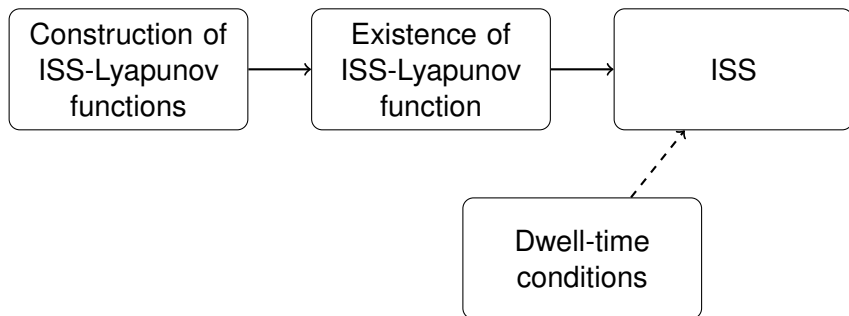 Construction of
ISS-Lyapunov
functions
Existence of
ISS-Lyapunov
function
ISS
Dwell-time
conditions